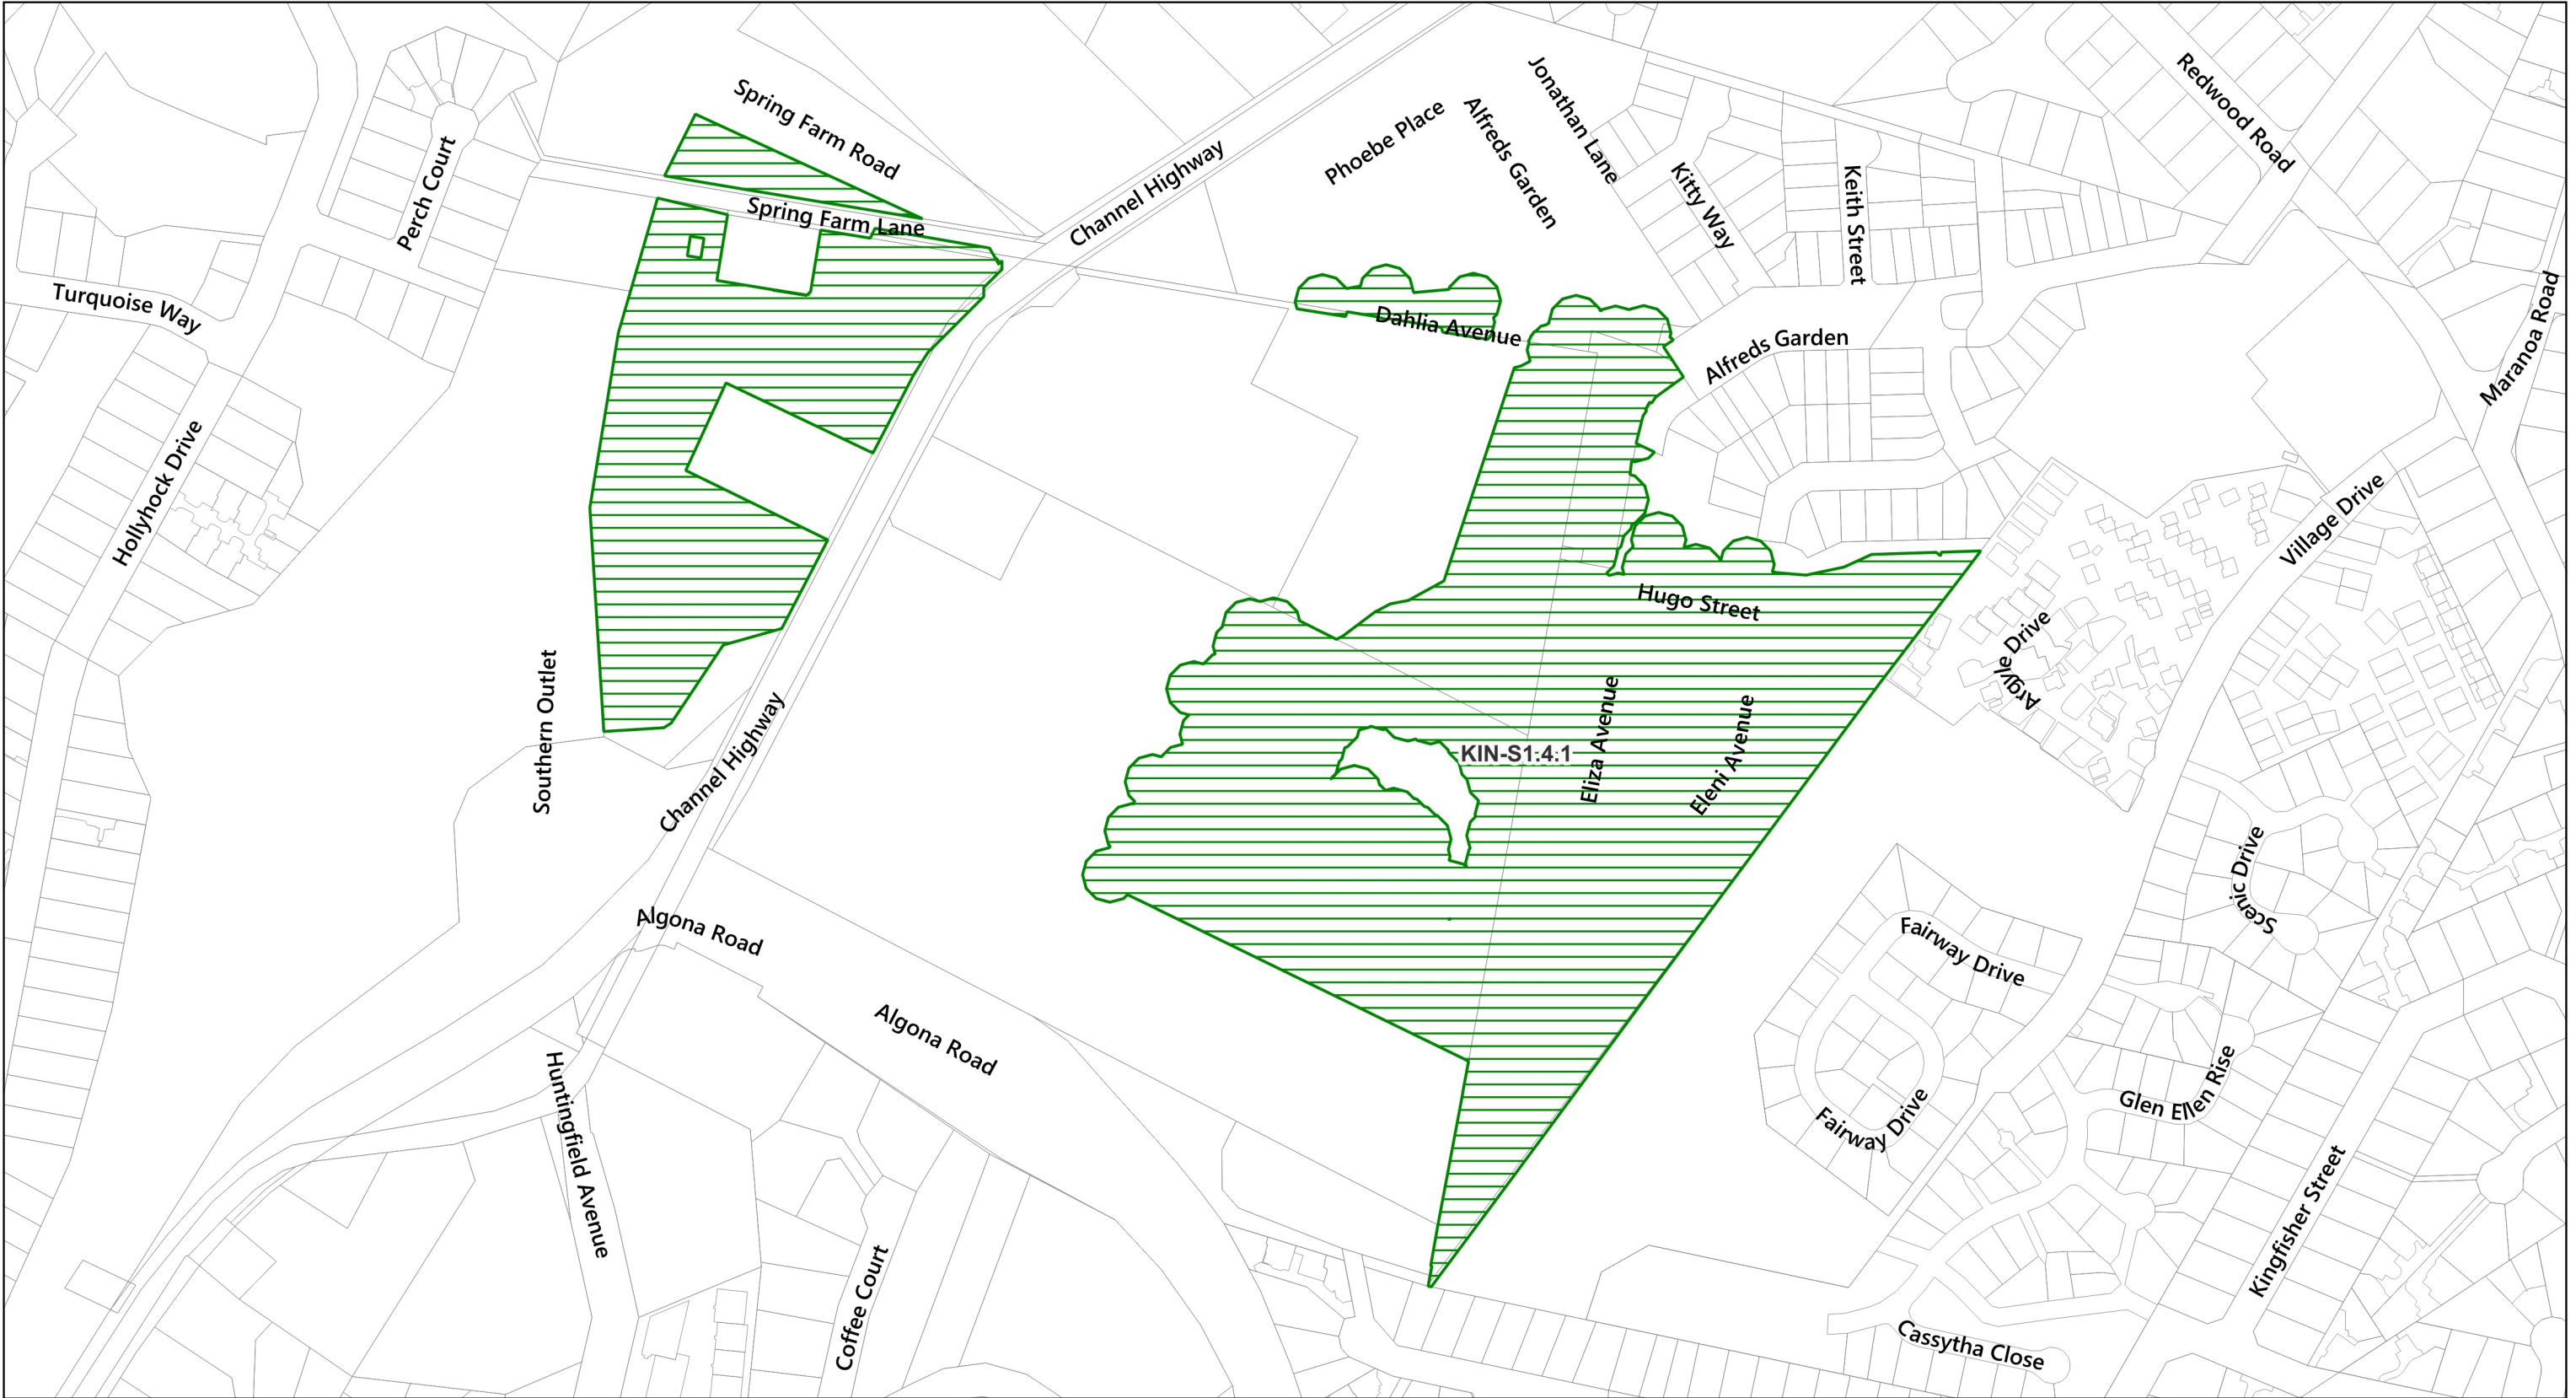 Redwood Road
Jonathan Lane
Spring Farm Road
Phoebe Place
Alfreds Garden
Perch Court
Channel Highway
Kitty Way
Keith Street
Spring Farm Lane
Turquoise Way
Dahlia Avenue
Alfreds Garden
Maranoa Road
Hollyhock Drive
Village Drive
Hugo Street
Argyle Drive
Southern Outlet
Channel Highway
KIN-S1.4.1
Eliza Avenue
Eleni Avenue
Scenic Drive
Algona Road
Fairway Drive
Algona Road
Huntingfield Avenue
Glen Ellen Rise
Fairway Drive
Kingfisher Street
Coffee Court
Cassytha Close